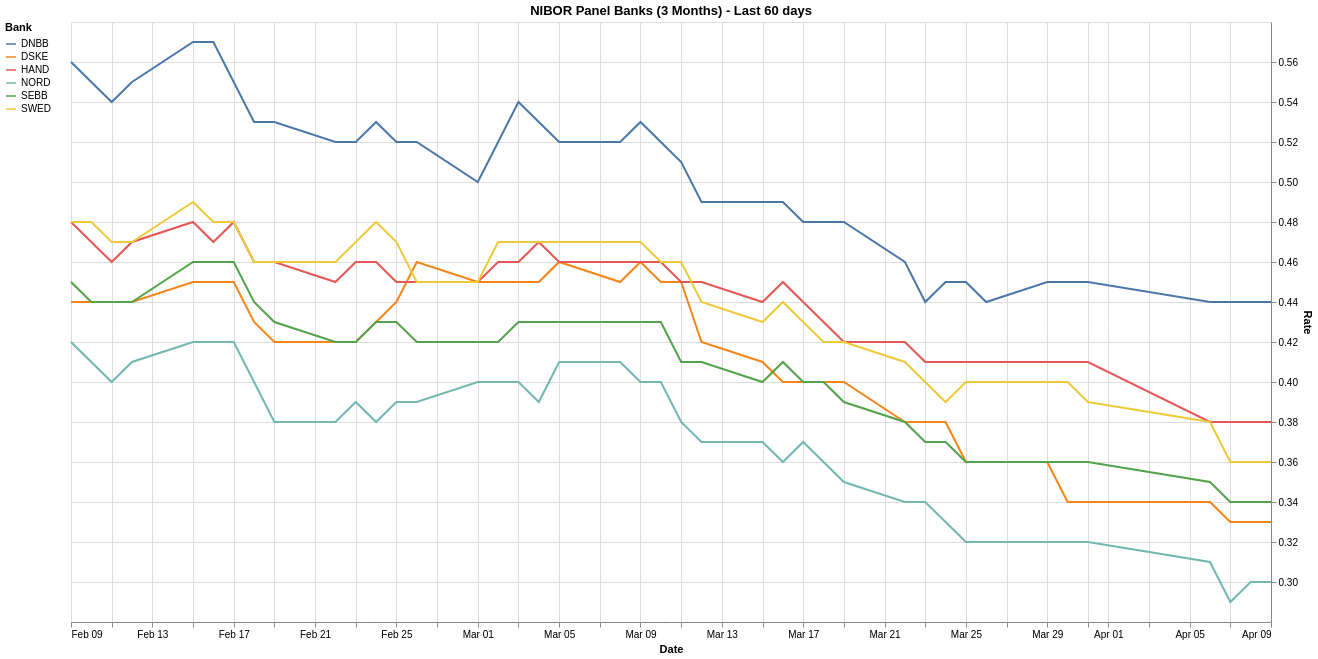 NIBOR Panel Banks (3 Months) - Last 60 days
Bank
DNBB
DSKE
HAND
NORD
SEBB
SWED
0.56
0.54
0.52
0.50
0.48
0.46
0.44
0.42
0.40
0.38
0.36
0.34
0.32
0.30
Rate
Feb 09 Feb 13 Feb 17 Feb 21 Feb 25 Mar 01 Mar 05 Mar 09 Mar 13 Mar 17 Mar 21 Mar 25 Mar 29 Apr 01 Apr 05 Apr 09
Date